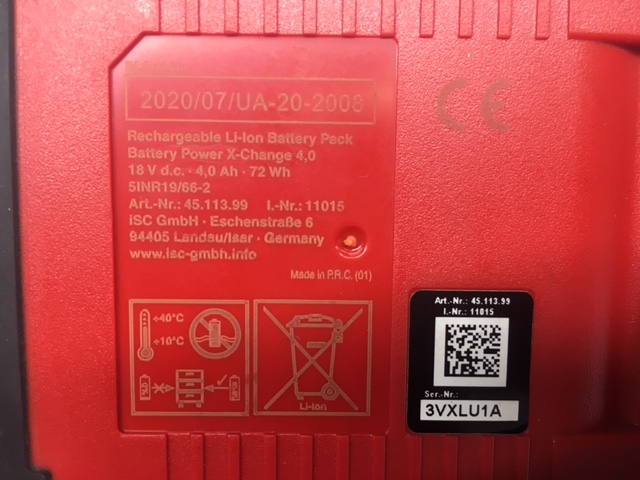 2020/07/UA-20-2008
Rechargeable Li-Ion Battery Pack
Battery Power X-Change 4,0
18 V d.c. · 4,0 Ah · 72 Wh
5INR19/66-2
Art.-Nr.: 45.113.99 I.-Nr.: 11015
iSC GmbH · Eschenstraße 6
94405 Landau/Isar · Germany
www.isc-gmbh.info
Made in P.R.C. (01)
CE
+40°C
+10°C
Li-Ion
Art.-Nr.: 45.113.99
I.-Nr.: 11015
Ser.-Nr.:
3VXLU1A